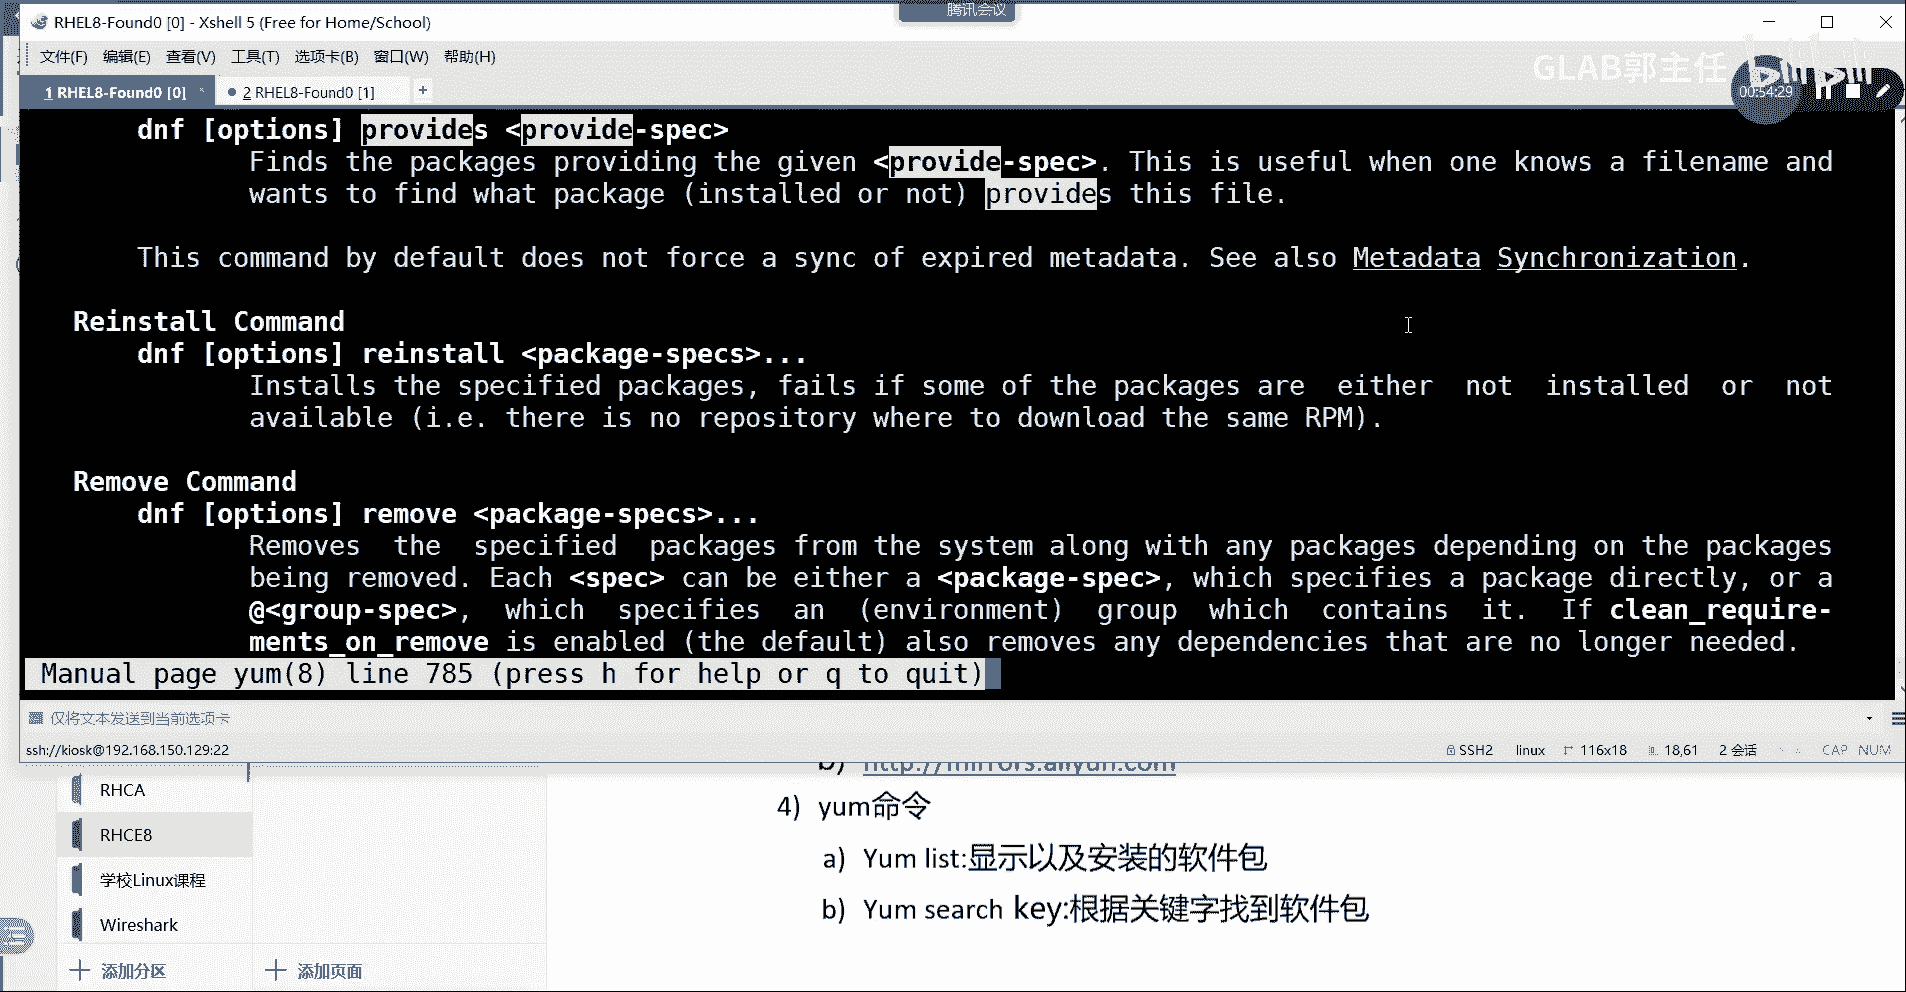 腾讯会议
RHEL8-Found0 [0] - Xshell 5 (Free for Home/School)
文件(F) 编辑(E) 查看(V) 工具(T) 选项卡(B) 窗口(W) 帮助(H)
GLAB郭主任 bilibili
1 RHEL8-Found0 [0] × 2 RHEL8-Found0 [1] +
00:54:29
dnf [options] provides <provide-spec>
Finds the packages providing the given <provide-spec>. This is useful when one knows a filename and
wants to find what package (installed or not) provides this file.
This command by default does not force a sync of expired metadata. See also Metadata Synchronization.
Reinstall Command
dnf [options] reinstall <package-specs>...
Installs the specified packages, fails if some of the packages are either not installed or not
available (i.e. there is no repository where to download the same RPM).
Remove Command
dnf [options] remove <package-specs>...
Removes the specified packages from the system along with any packages depending on the packages
being removed. Each <spec> can be either a <package-spec>, which specifies a package directly, or a
@<group-spec>, which specifies an (environment) group which contains it. If clean_require-
ments_on_remove is enabled (the default) also removes any dependencies that are no longer needed.
Manual page yum(8) line 785 (press h for help or q to quit)
仅将文本发送到当前选项卡
ssh://kiosk@192.168.150.129:22 SSH2 linux 116x18 18,61 2 会话 CAP NUM
b) http://mirrors.aliyun.com
RHCA
4) yum命令
RHCE8
a) Yum list:显示以及安装的软件包
学校Linux课程
b) Yum search key:根据关键字找到软件包
Wireshark
添加分区 添加页面